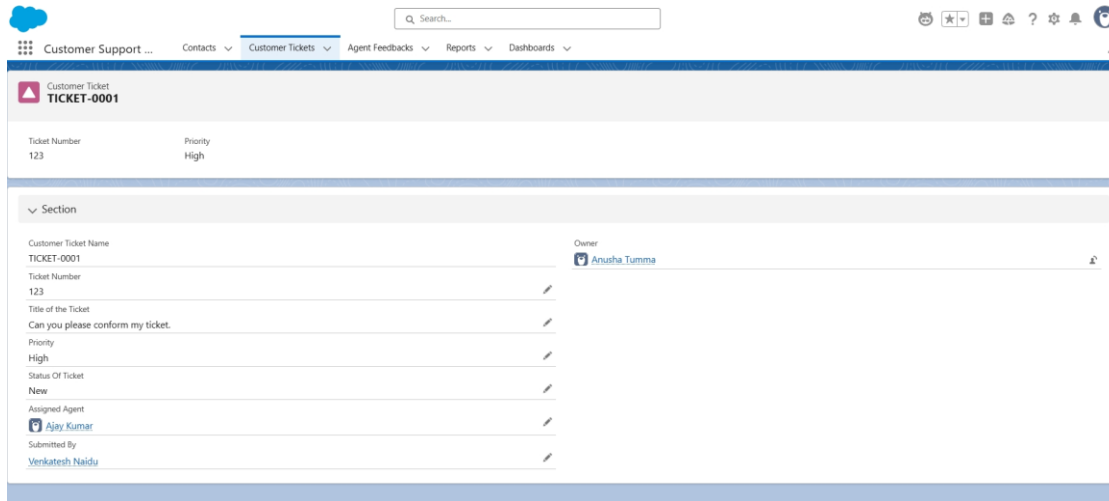 Search...
Customer Support ... Contacts Customer Tickets Agent Feedbacks Reports Dashboards
Customer Ticket
TICKET-0001
Ticket Number Priority
123 High
Section
Customer Ticket Name
TICKET-0001
Ticket Number
123
Title of the Ticket
Can you please conform my ticket.
Priority
High
Status Of Ticket
New
Assigned Agent
Ajay Kumar
Submitted By
Venkatesh Naidu
Owner
Anusha Tumma